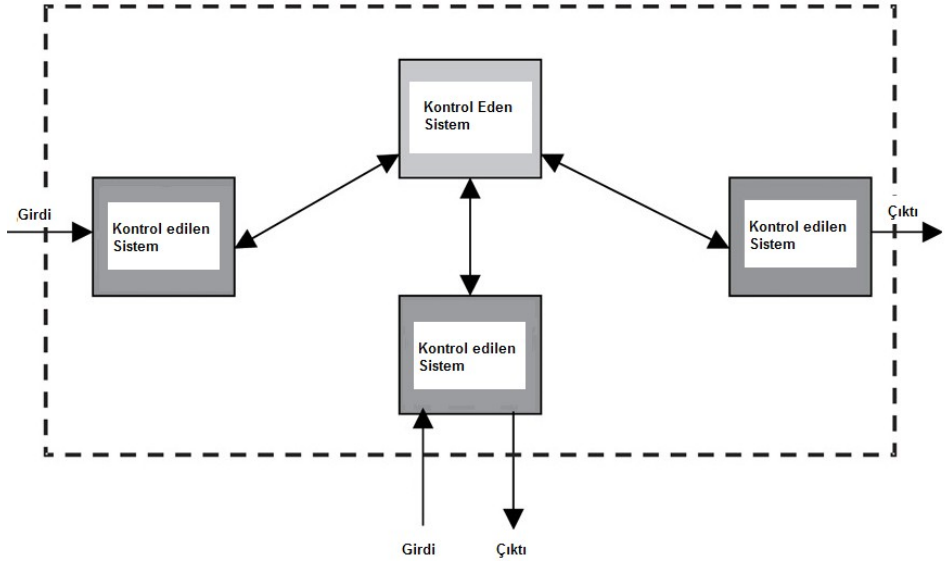 Kontrol Eden
Sistem
Girdi
Kontrol edilen
Sistem
Kontrol edilen
Sistem
Çıktı
Kontrol edilen
Sistem
Girdi
Çıktı